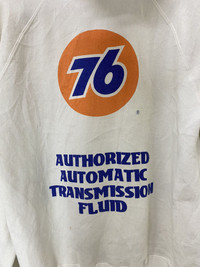 76
®
AUTHORIZED
AUTOMATIC
TRANSMISSION
FLUID